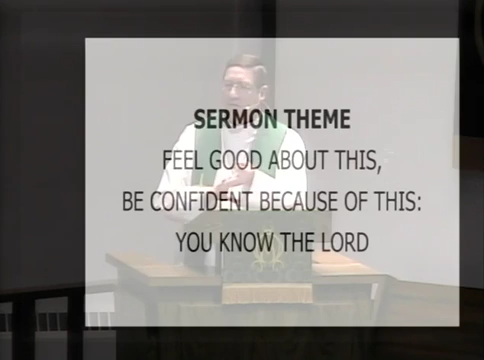 SERMON THEME
FEEL GOOD ABOUT THIS,
BE CONFIDENT BECAUSE OF THIS:
YOU KNOW THE LORD